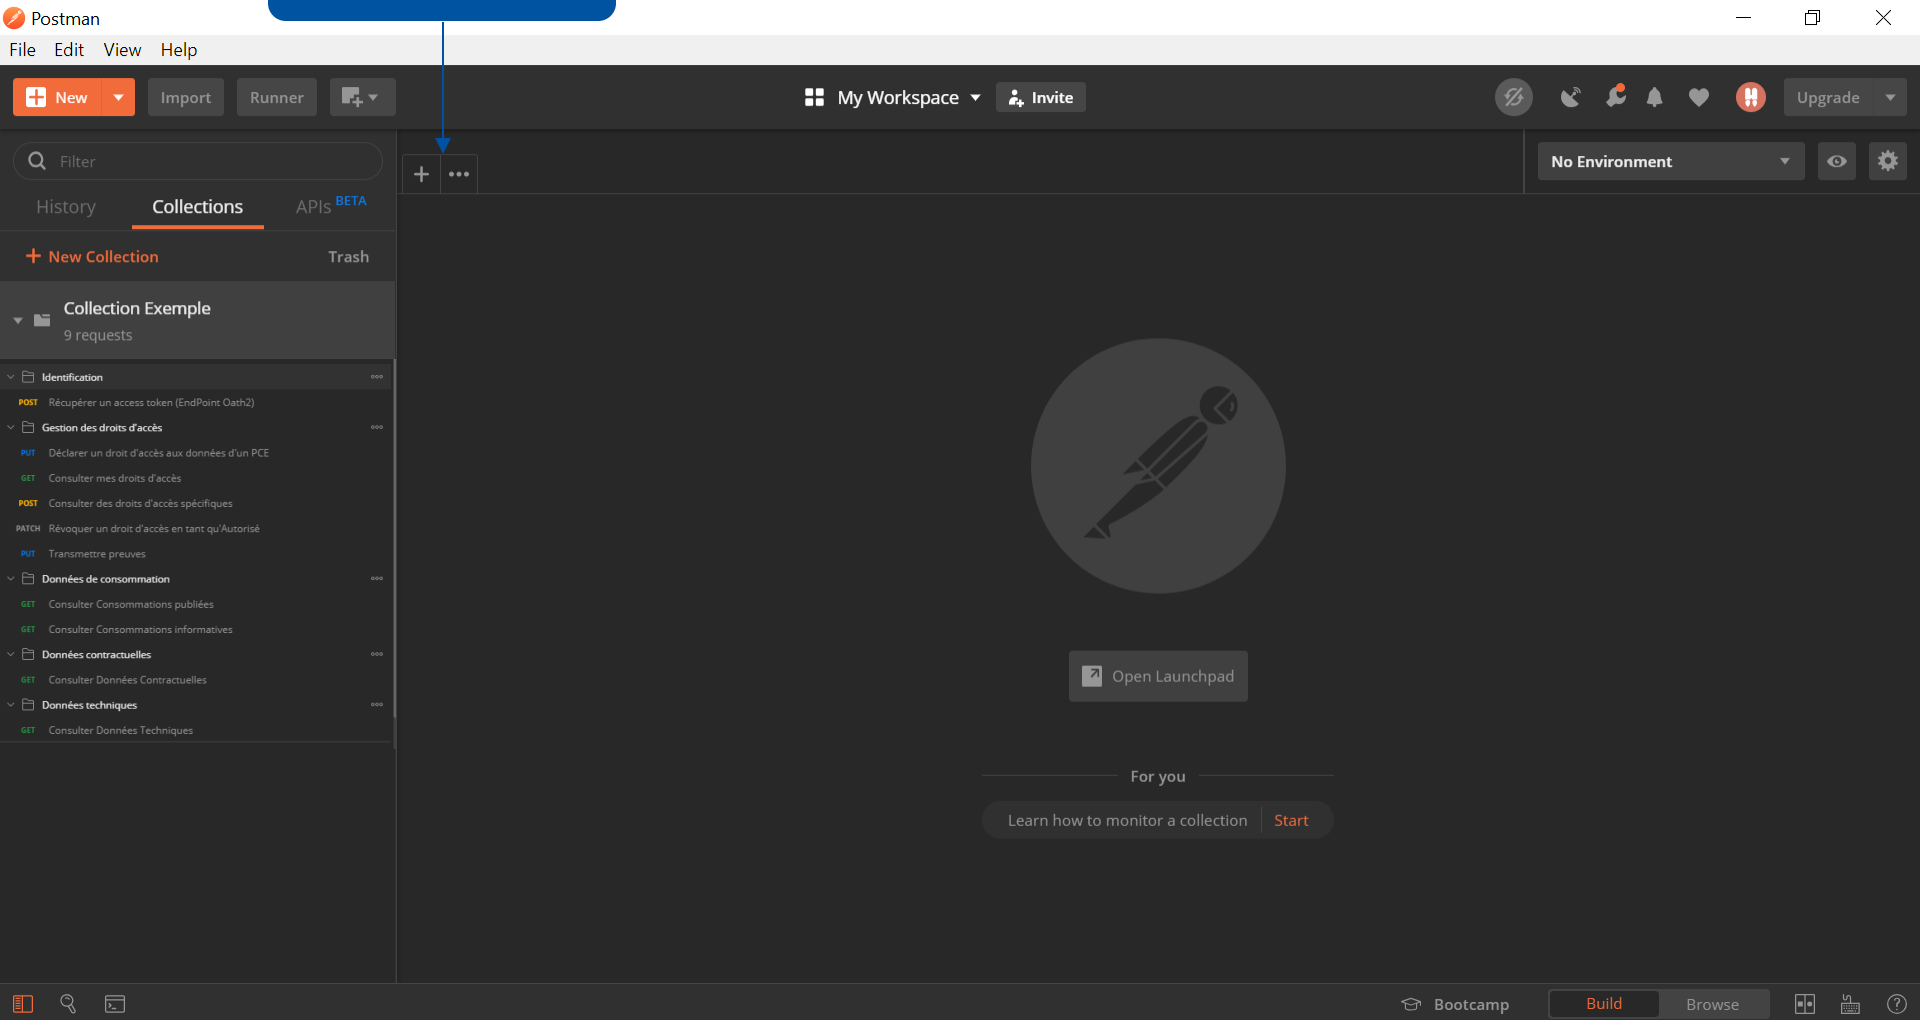 Postman
File Edit View Help
New Import Runner My Workspace Invite Upgrade
Filter
No Environment
History Collections APIs BETA
New Collection Trash
Collection Exemple
9 requests
Identification
POST Récupérer un access token (EndPoint Oath2)
Gestion des droits d'accès
PUT Déclarer un droit d'accès aux données d'un PCE
GET Consulter mes droits d'accès
POST Consulter des droits d'accès spécifiques
PATCH Révoquer un droit d'accès en tant qu'Autorisé
PUT Transmettre preuves
Données de consommation
GET Consulter Consommations publiées
GET Consulter Consommations informatives
Données contractuelles
GET Consulter Données Contractuelles
Données techniques
GET Consulter Données Techniques
Open Launchpad
For you
Learn how to monitor a collection Start
Bootcamp Build Browse